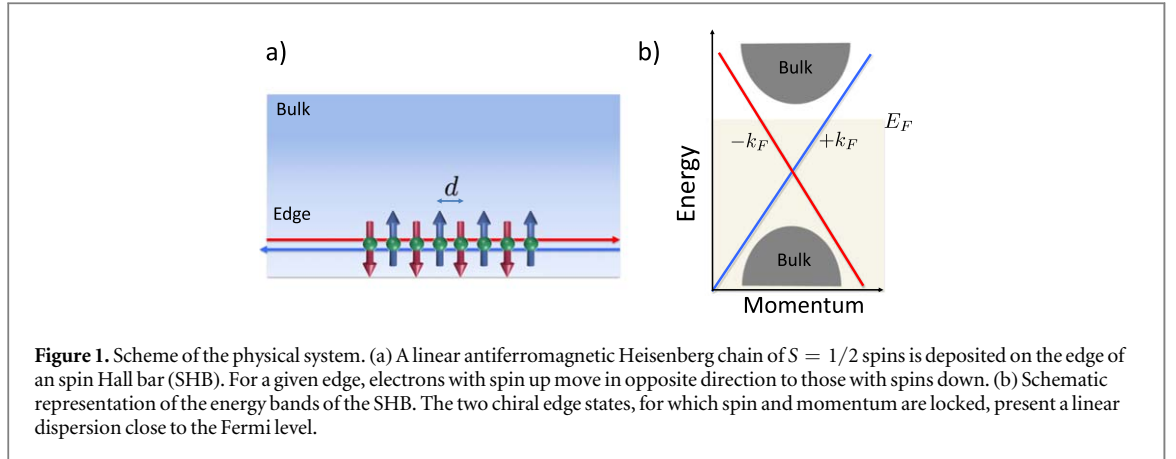 a)
Bulk
d
Edge
b)
Bulk
E_F
−k_F
+k_F
Energy
Bulk
Momentum
Figure 1. Scheme of the physical system. (a) A linear antiferromagnetic Heisenberg chain of S = 1/2 spins is deposited on the edge of
an spin Hall bar (SHB). For a given edge, electrons with spin up move in opposite direction to those with spins down. (b) Schematic
representation of the energy bands of the SHB. The two chiral edge states, for which spin and momentum are locked, present a linear
dispersion close to the Fermi level.